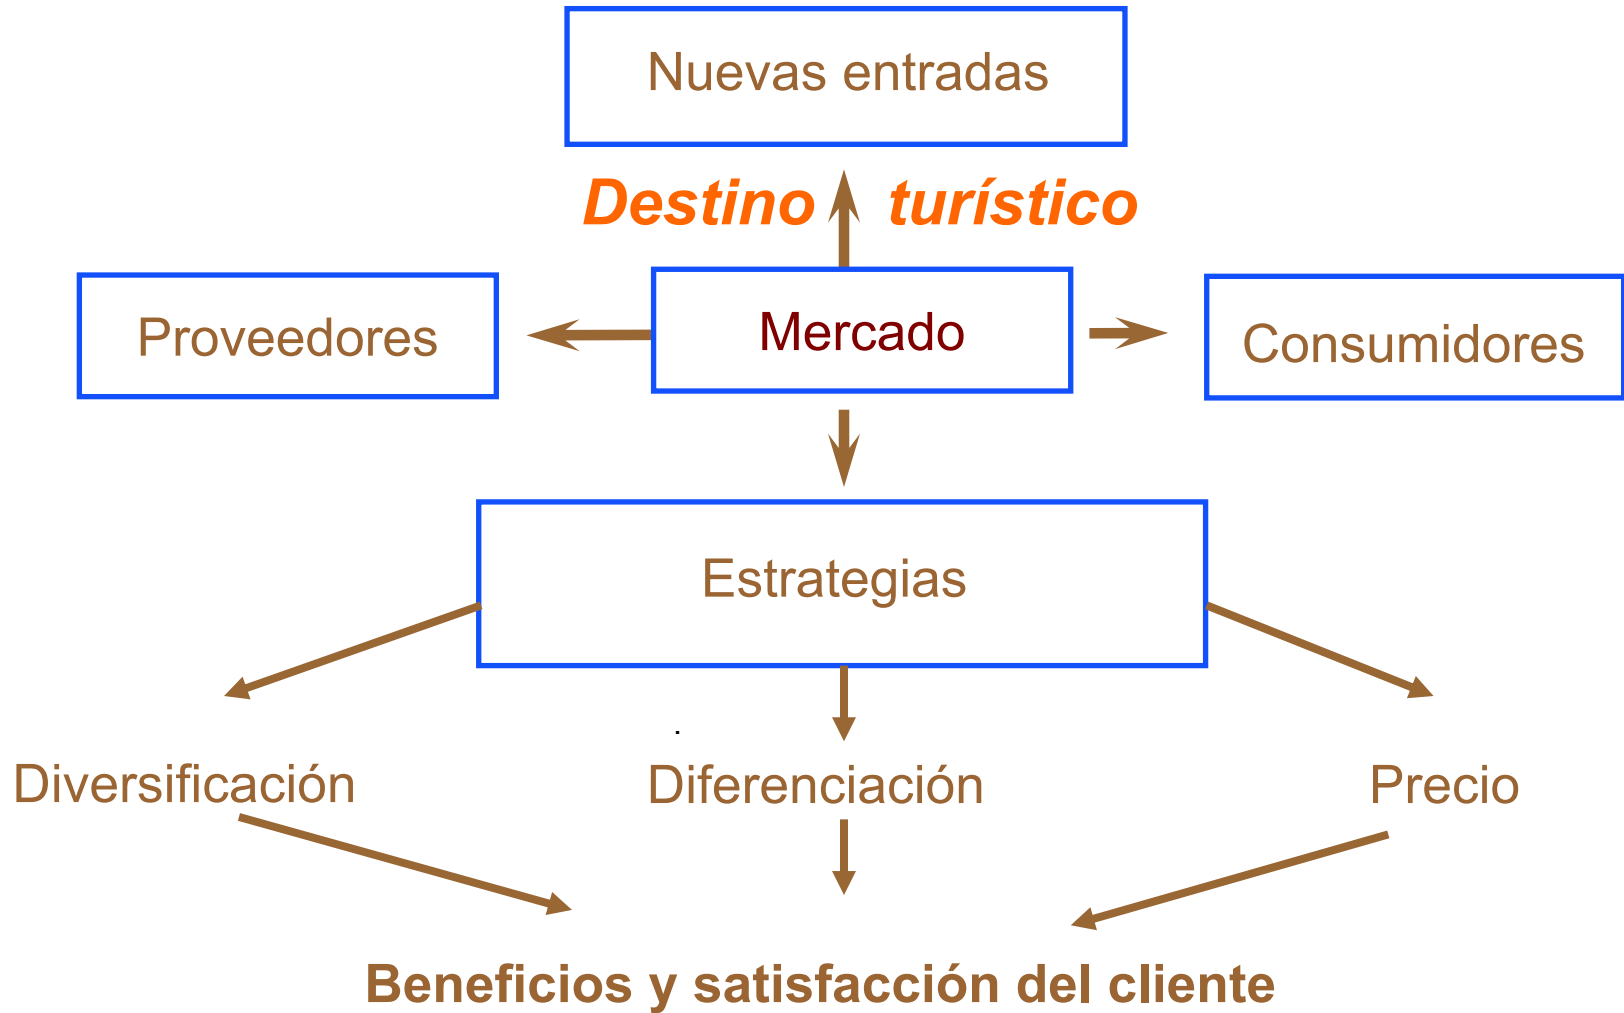 Nuevas entradas
Destino turístico
Proveedores
Mercado
Consumidores
Estrategias
.
Diversificación
Diferenciación
Precio
Beneficios y satisfacción del cliente